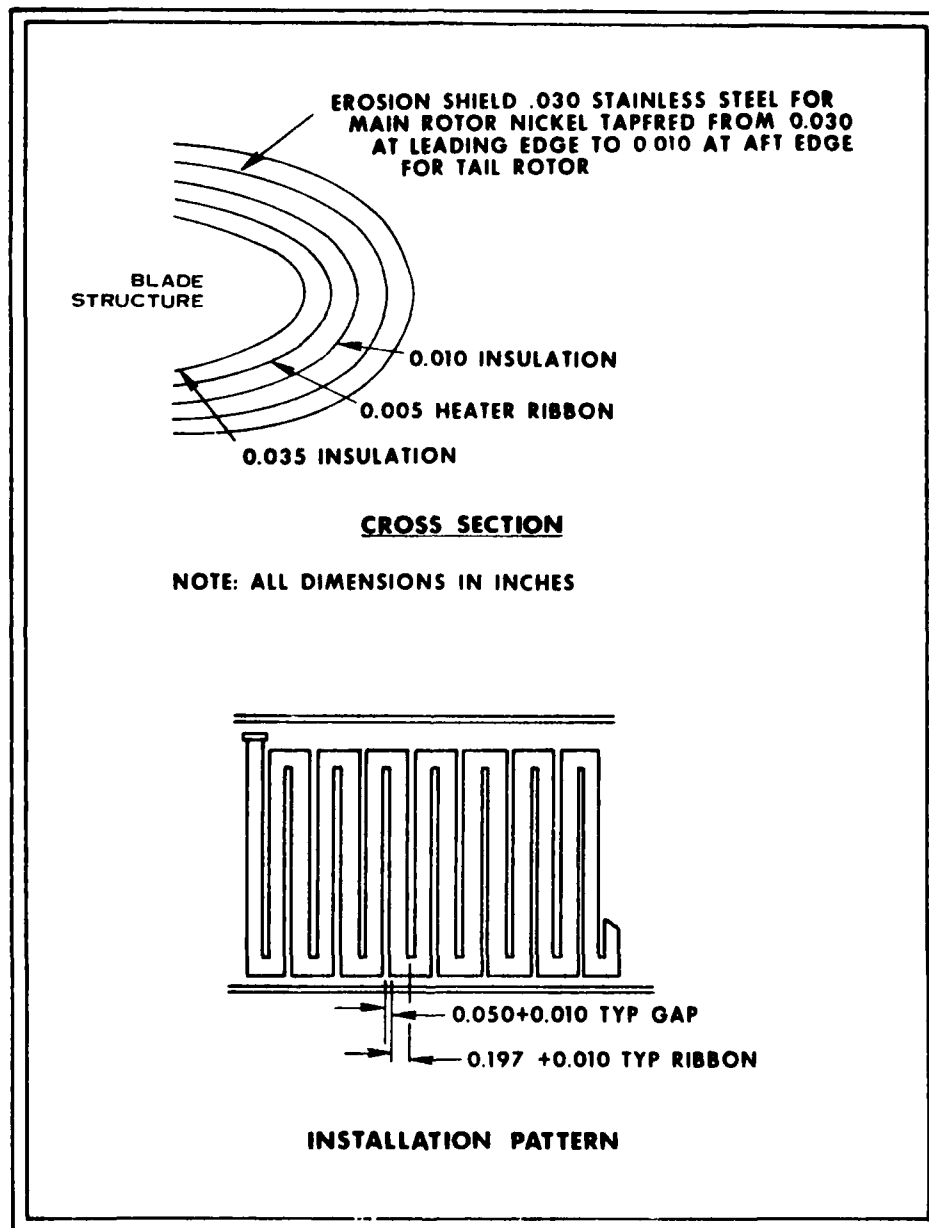 EROSION SHIELD .030 STAINLESS STEEL FOR
MAIN ROTOR NICKEL TAPFRED FROM 0.030
AT LEADING EDGE TO 0.010 AT AFT EDGE
FOR TAIL ROTOR
BLADE
STRUCTURE
0.010 INSULATION
0.005 HEATER RIBBON
0.035 INSULATION
CROSS SECTION
NOTE: ALL DIMENSIONS IN INCHES
0.050+0.010 TYP GAP
0.197 +0.010 TYP RIBBON
INSTALLATION PATTERN